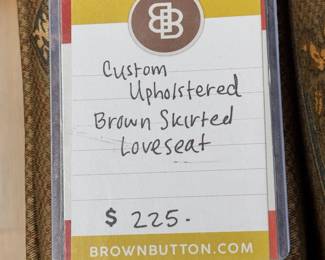 BB
Custom
Upholstered
Brown Skirted
Loveseat
$ 225.-
BROWNBUTTON.COM